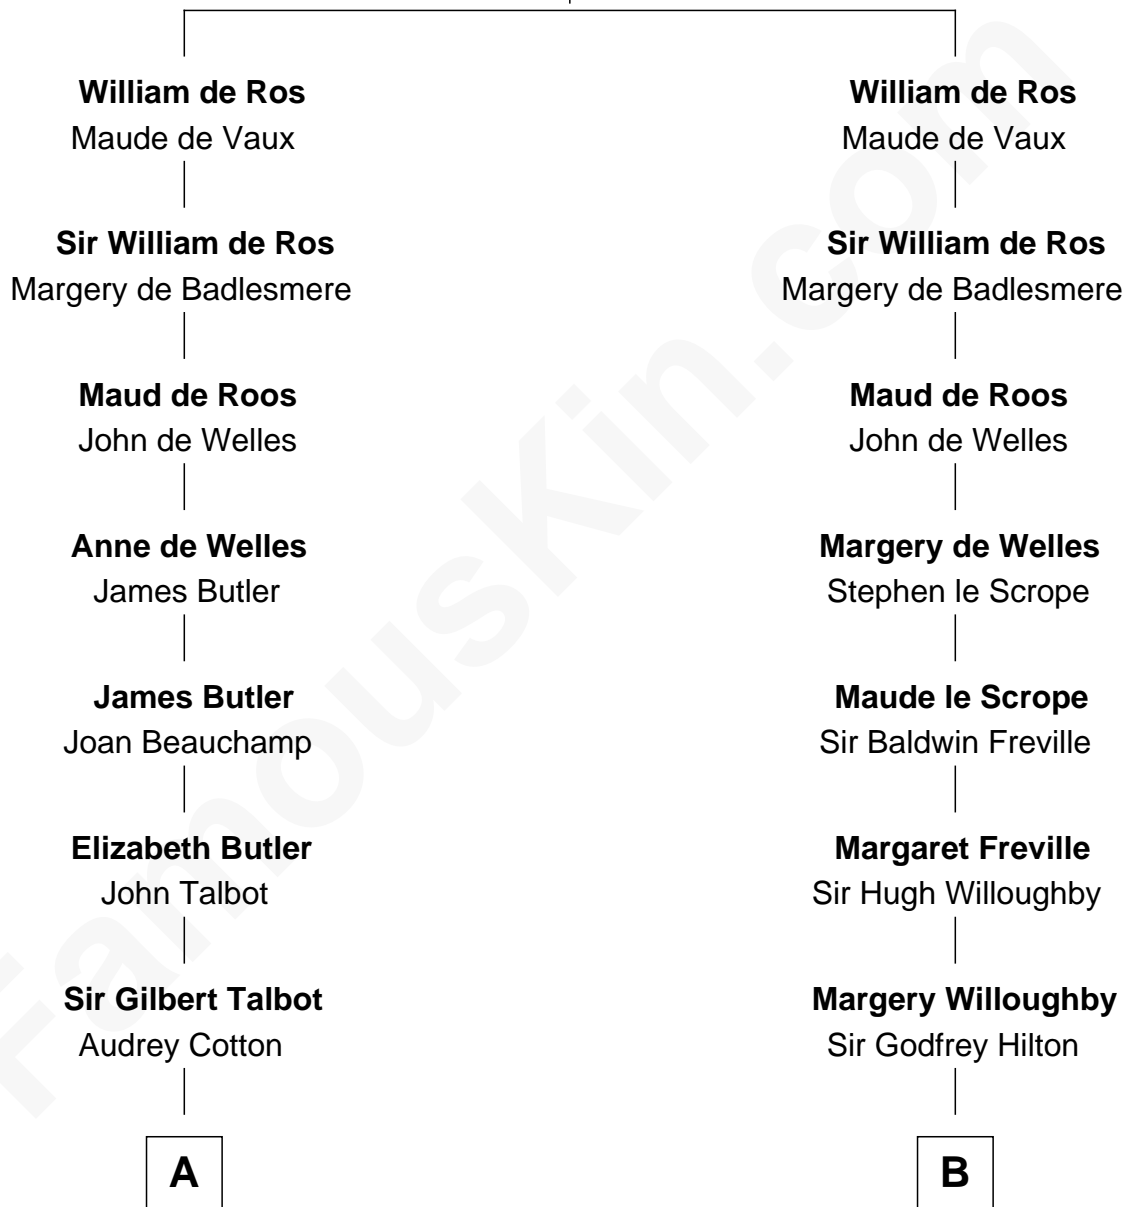 William de Ros
Maude de Vaux
Sir William de Ros
Margery de Badlesmere
Maud de Roos
John de Welles
Anne de Welles
James Butler
James Butler
Joan Beauchamp
Elizabeth Butler
John Talbot
Sir Gilbert Talbot
Audrey Cotton
A
William de Ros
Maude de Vaux
Sir William de Ros
Margery de Badlesmere
Maud de Roos
John de Welles
Margery de Welles
Stephen le Scrope
Maude le Scrope
Sir Baldwin Freville
Margaret Freville
Sir Hugh Willoughby
Margery Willoughby
Sir Godfrey Hilton
B
FamousKin.com